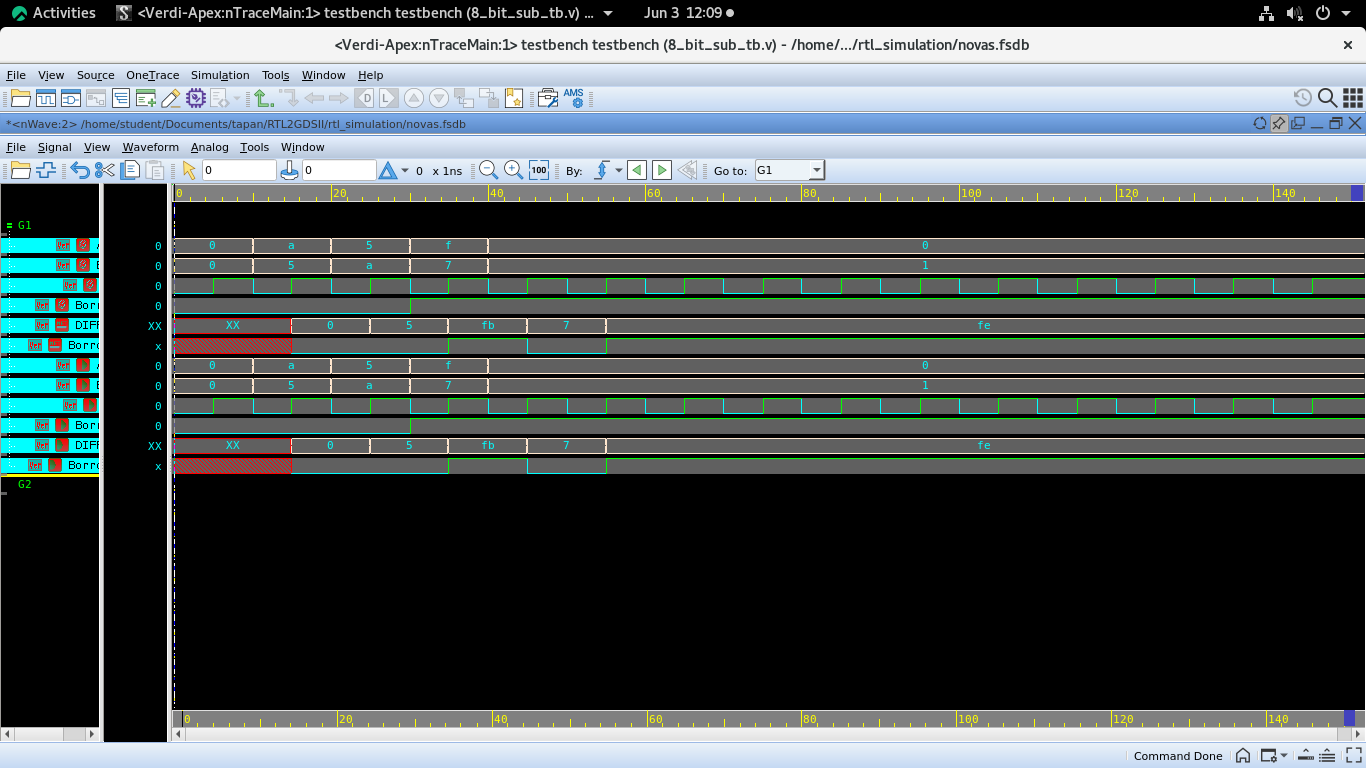 Activities
<Verdi-Apex:nTraceMain:1> testbench testbench (8_bit_sub_tb.v) ...
Jun 3 12:09
<Verdi-Apex:nTraceMain:1> testbench testbench (8_bit_sub_tb.v) - /home/.../rtl_simulation/novas.fsdb
File View Source OneTrace Simulation Tools Window Help
D L AMS
*<nWave:2> /home/student/Documents/tapan/RTL2GDSII/rtl_simulation/novas.fsdb
File Signal View Waveform Analog Tools Window
0 0 0 x 1ns 100 By: Go to: G1
0 20 40 60 80 100 120 140
G1
0 0 a 5 f 0
0 0 5 a 7 1
0
Borr 0
DIFF XX XX 0 5 fb 7 fe
Borro x
0 0 a 5 f 0
0 0 5 a 7 1
0
Borr 0
DIFF XX XX 0 5 fb 7 fe
Borro x
G2
0 20 40 60 80 100 120 140
Command Done